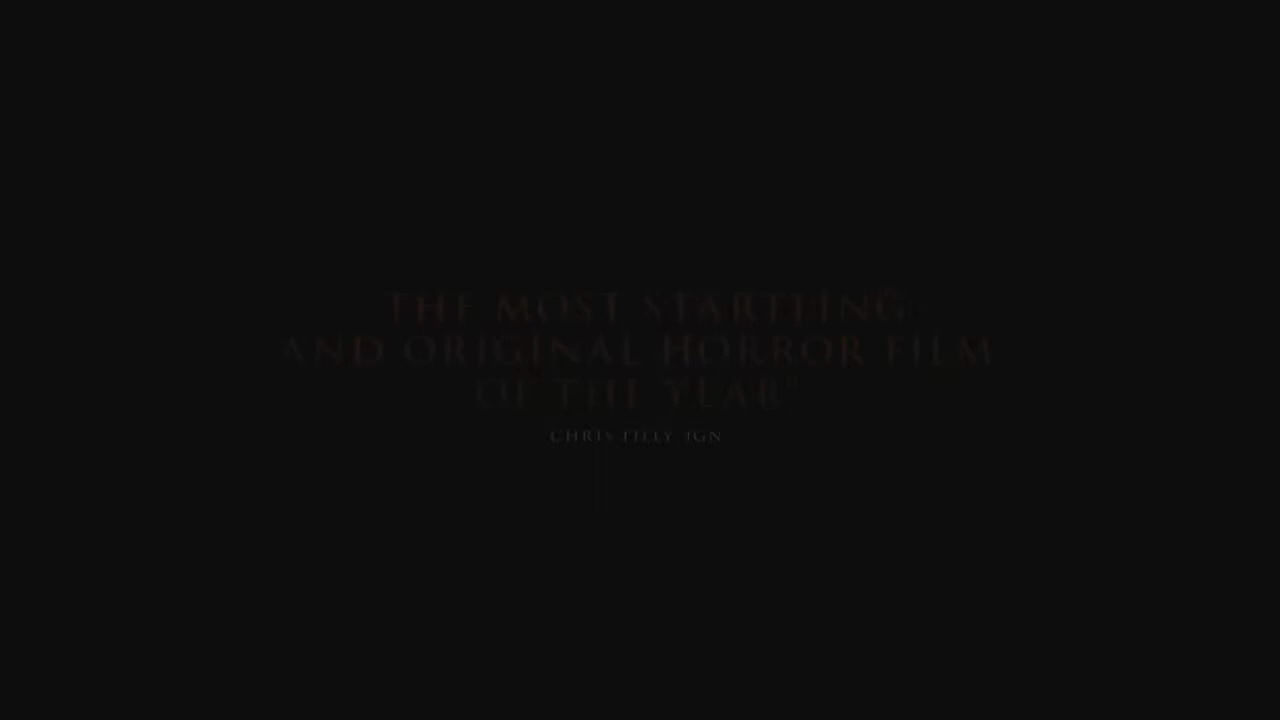 THE MOST STARTLING
AND ORIGINAL HORROR FILM
OF THE YEAR"
CHRIS TILLY, IGN